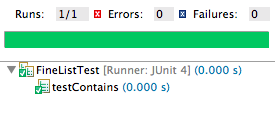 Runs: 1/1 Errors: 0 Failures: 0
FineListTest [Runner: JUnit 4] (0.000 s)
testContains (0.000 s)